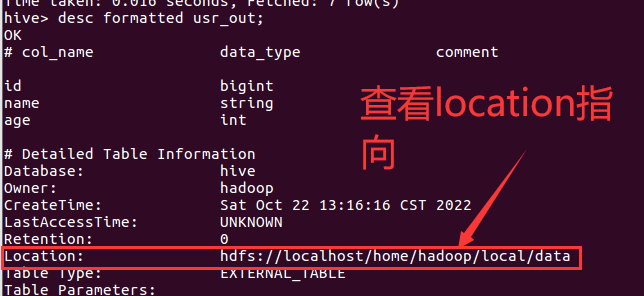 Time taken: 0.016 seconds, Fetched: 7 row(s)
hive> desc formatted usr_out;
OK
# col_name data_type comment
id bigint
name string
age int
查看location指
向
# Detailed Table Information
Database: hive
Owner: hadoop
CreateTime: Sat Oct 22 13:16:16 CST 2022
LastAccessTime: UNKNOWN
Retention: 0
Location: hdfs://localhost/home/hadoop/local/data
Table Type: EXTERNAL_TABLE
Table Parameters: